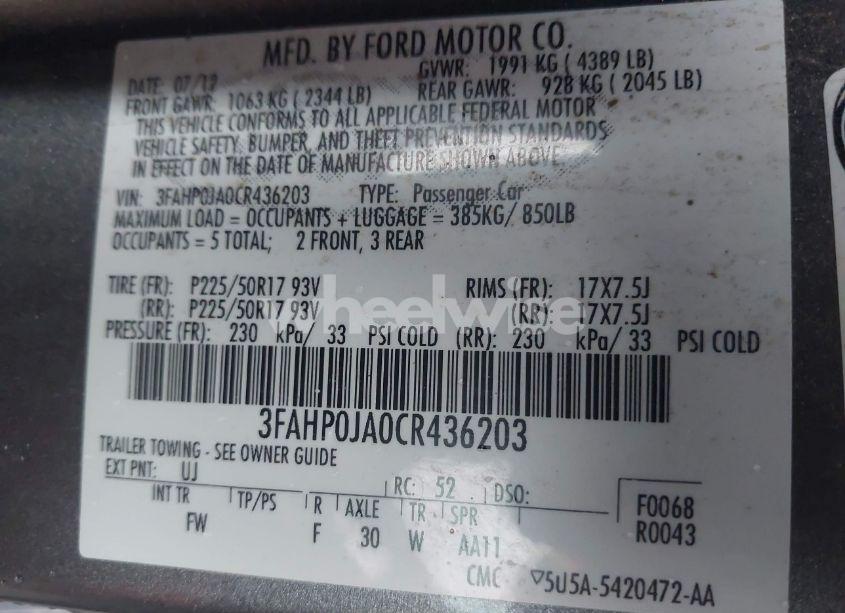 MFD. BY FORD MOTOR CO.
DATE: 07/12 GVWR: 1991 KG ( 4389 LB)
FRONT GAWR: 1063 KG ( 2344 LB) REAR GAWR: 928 KG ( 2045 LB)
THIS VEHICLE CONFORMS TO ALL APPLICABLE FEDERAL MOTOR
VEHICLE SAFETY, BUMPER, AND THEFT PREVENTION STANDARDS
IN EFFECT ON THE DATE OF MANUFACTURE SHOWN ABOVE
VIN: 3FAHP0JA0CR436203 TYPE: Passenger Car
MAXIMUM LOAD = OCCUPANTS + LUGGAGE = 385KG/ 850LB
OCCUPANTS = 5 TOTAL; 2 FRONT, 3 REAR
TIRE (FR): P225/50R17 93V RIMS (FR): 17X7.5J
(RR): P225/50R17 93V (RR): 17X7.5J
wheelwise
PRESSURE (FR): 230 kPa/ 33 PSI COLD (RR): 230 kPa/ 33 PSI COLD
3FAHP0JA0CR436203
TRAILER TOWING - SEE OWNER GUIDE
EXT PNT: UJ RC: 52 DSO:
INT TR TP/PS R AXLE TR SPR F0068
FW F 30 W AA11 R0043
CMC ▽5U5A-5420472-AA